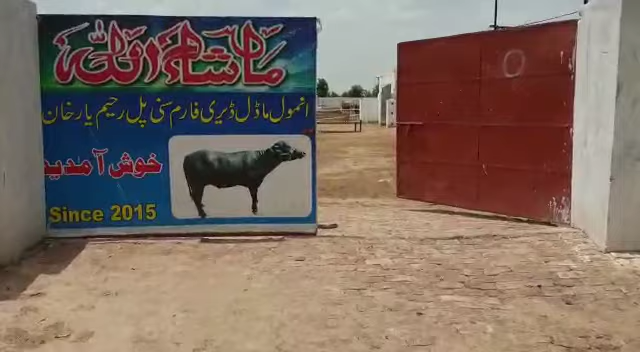 ماشاءاللہ
انمول ماڈل ڈیری فارم سنی پل رحیم یار خان
خوش آمدید
Since 2015